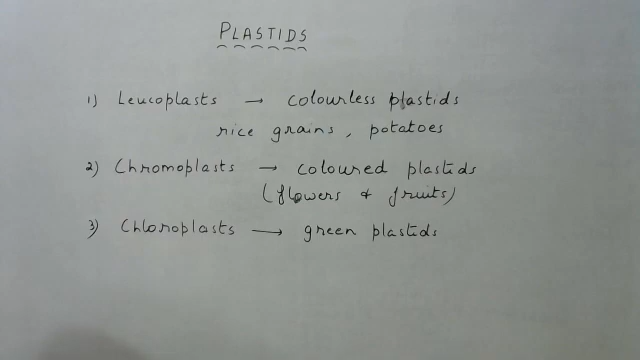 PLASTIDS
1) Leucoplasts → colourless plastids
rice grains, potatoes
2) Chromoplasts → coloured plastids
(flowers & fruits)
3) Chloroplasts → green plastids